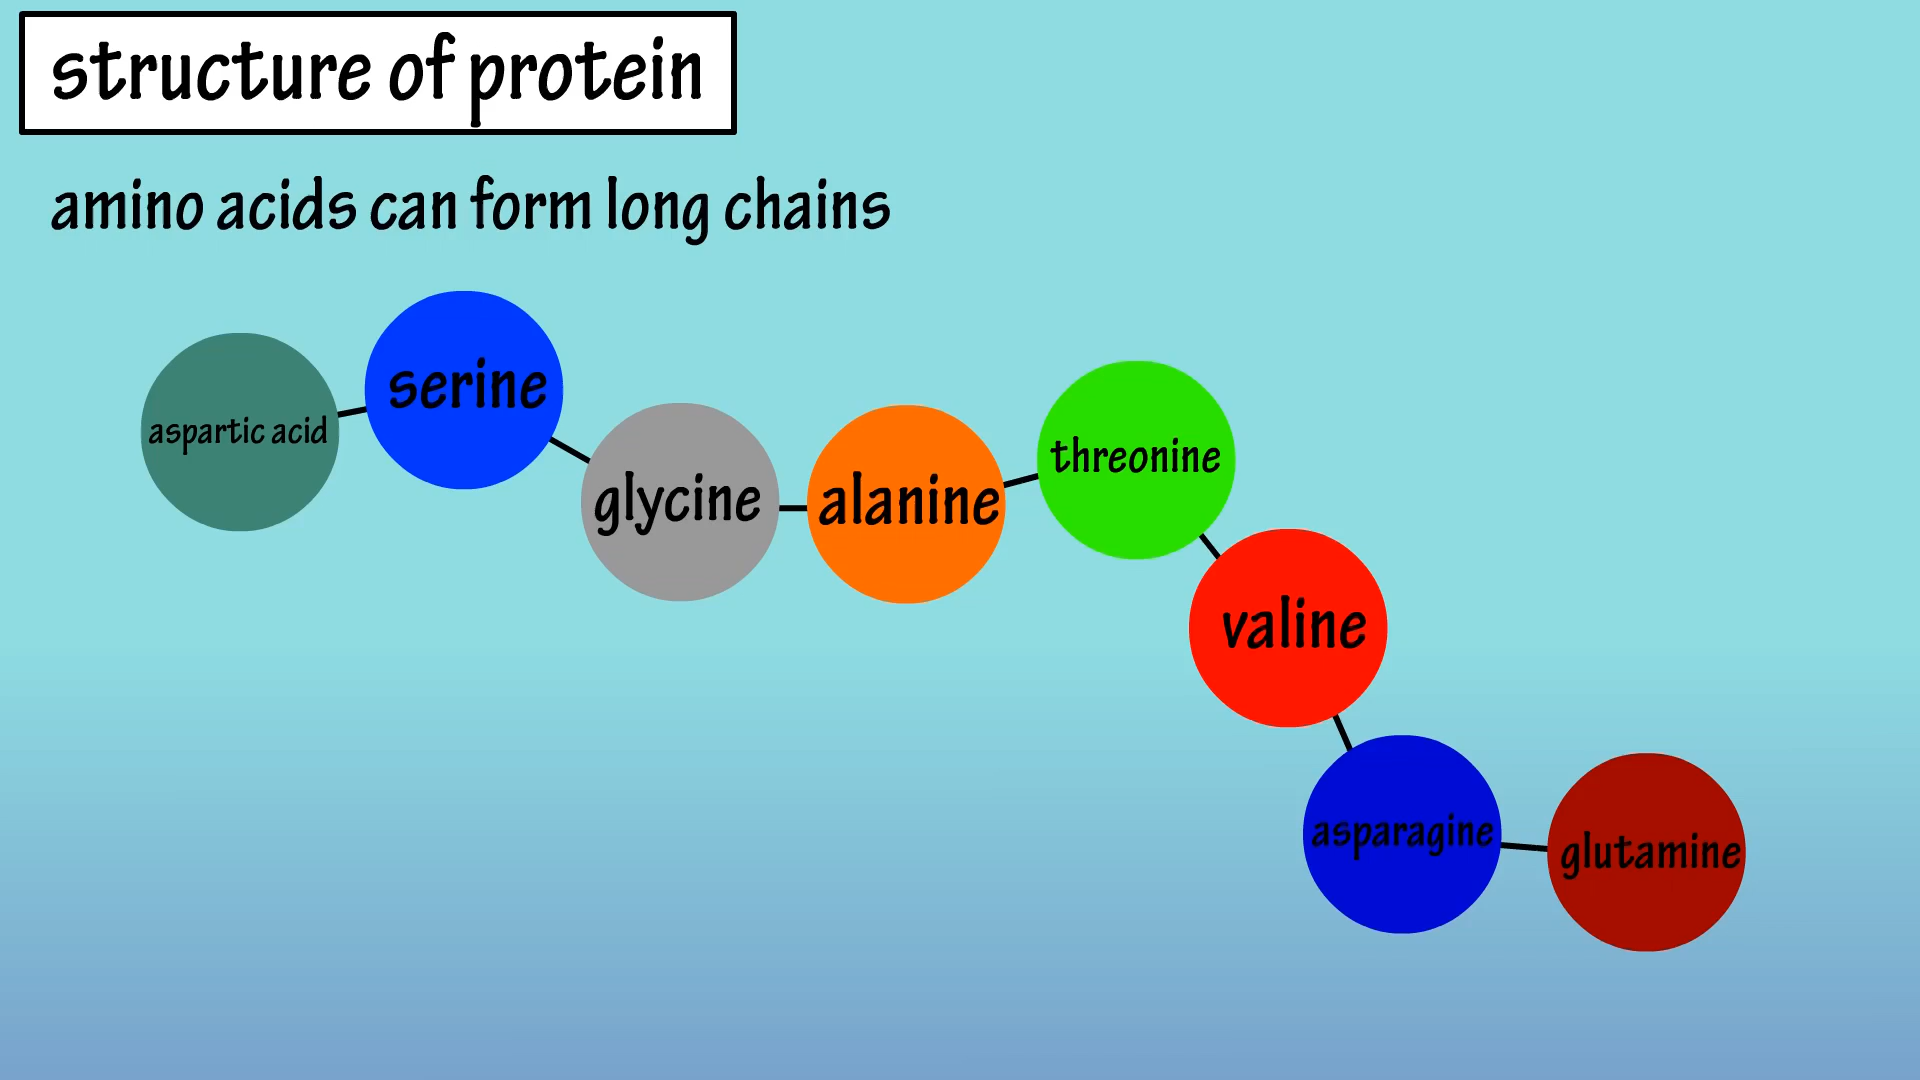 structure of protein
amino acids can form long chains
aspartic acid
serine
glycine
alanine
threonine
valine
asparagine
glutamine